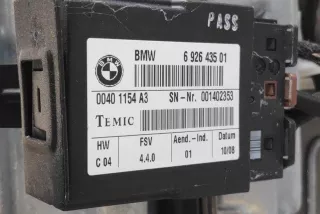 PASS
BMW 6 926 435 01
0040 1154 A3 SN-Nr. 001402353
TEMIC
HW FSV Aend.-Ind. Datum
C 04 4.4.0 01 10/06